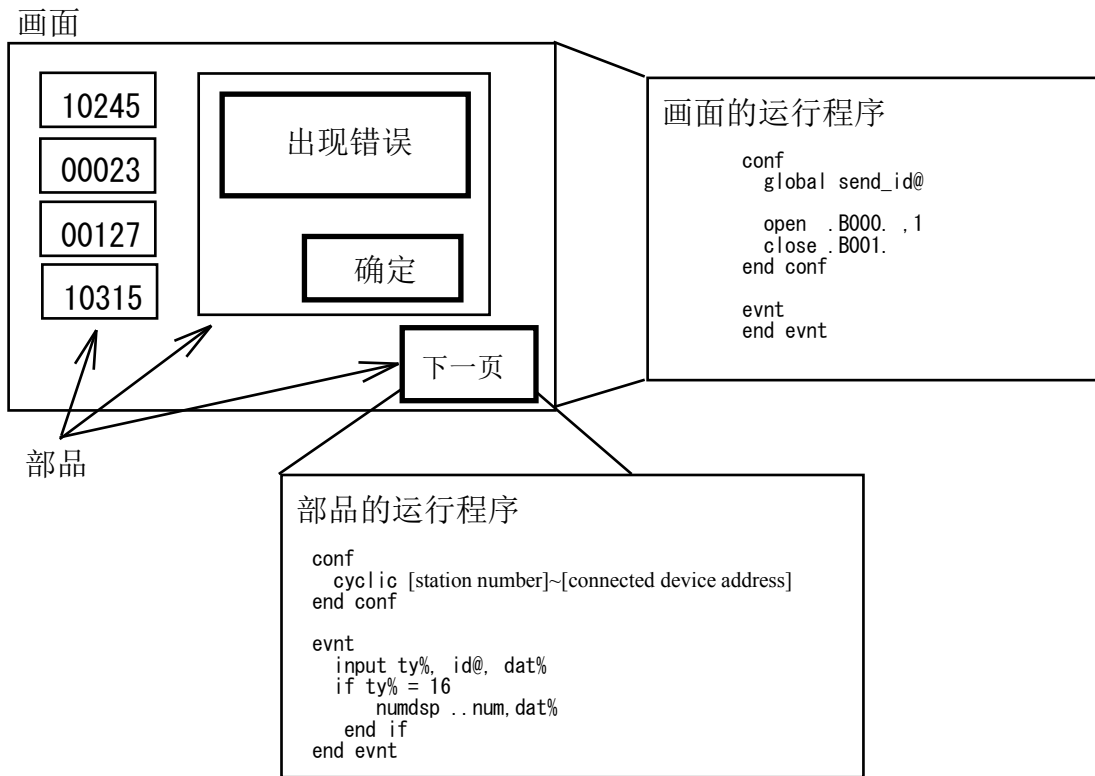 画面
10245
00023
00127
10315
出现错误
确定
下一页
部品
画面的运行程序
conf
global send_id@
open .B000. ,1
close .B001.
end conf
evnt
end evnt
部品的运行程序
conf
cyclic [station number]~[connected device address]
end conf
evnt
input ty%, id@, dat%
if ty% = 16
numdsp ..num,dat%
end if
end evnt